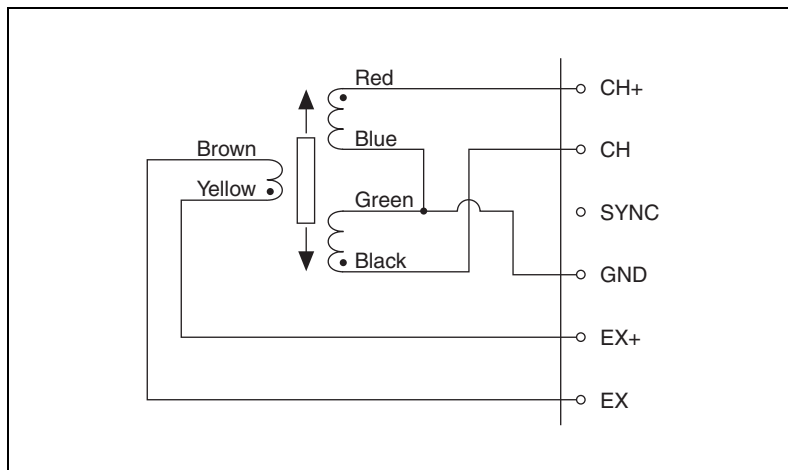 Red
CH+
Blue
CH
Brown
Yellow
Green
SYNC
Black
GND
EX+
EX